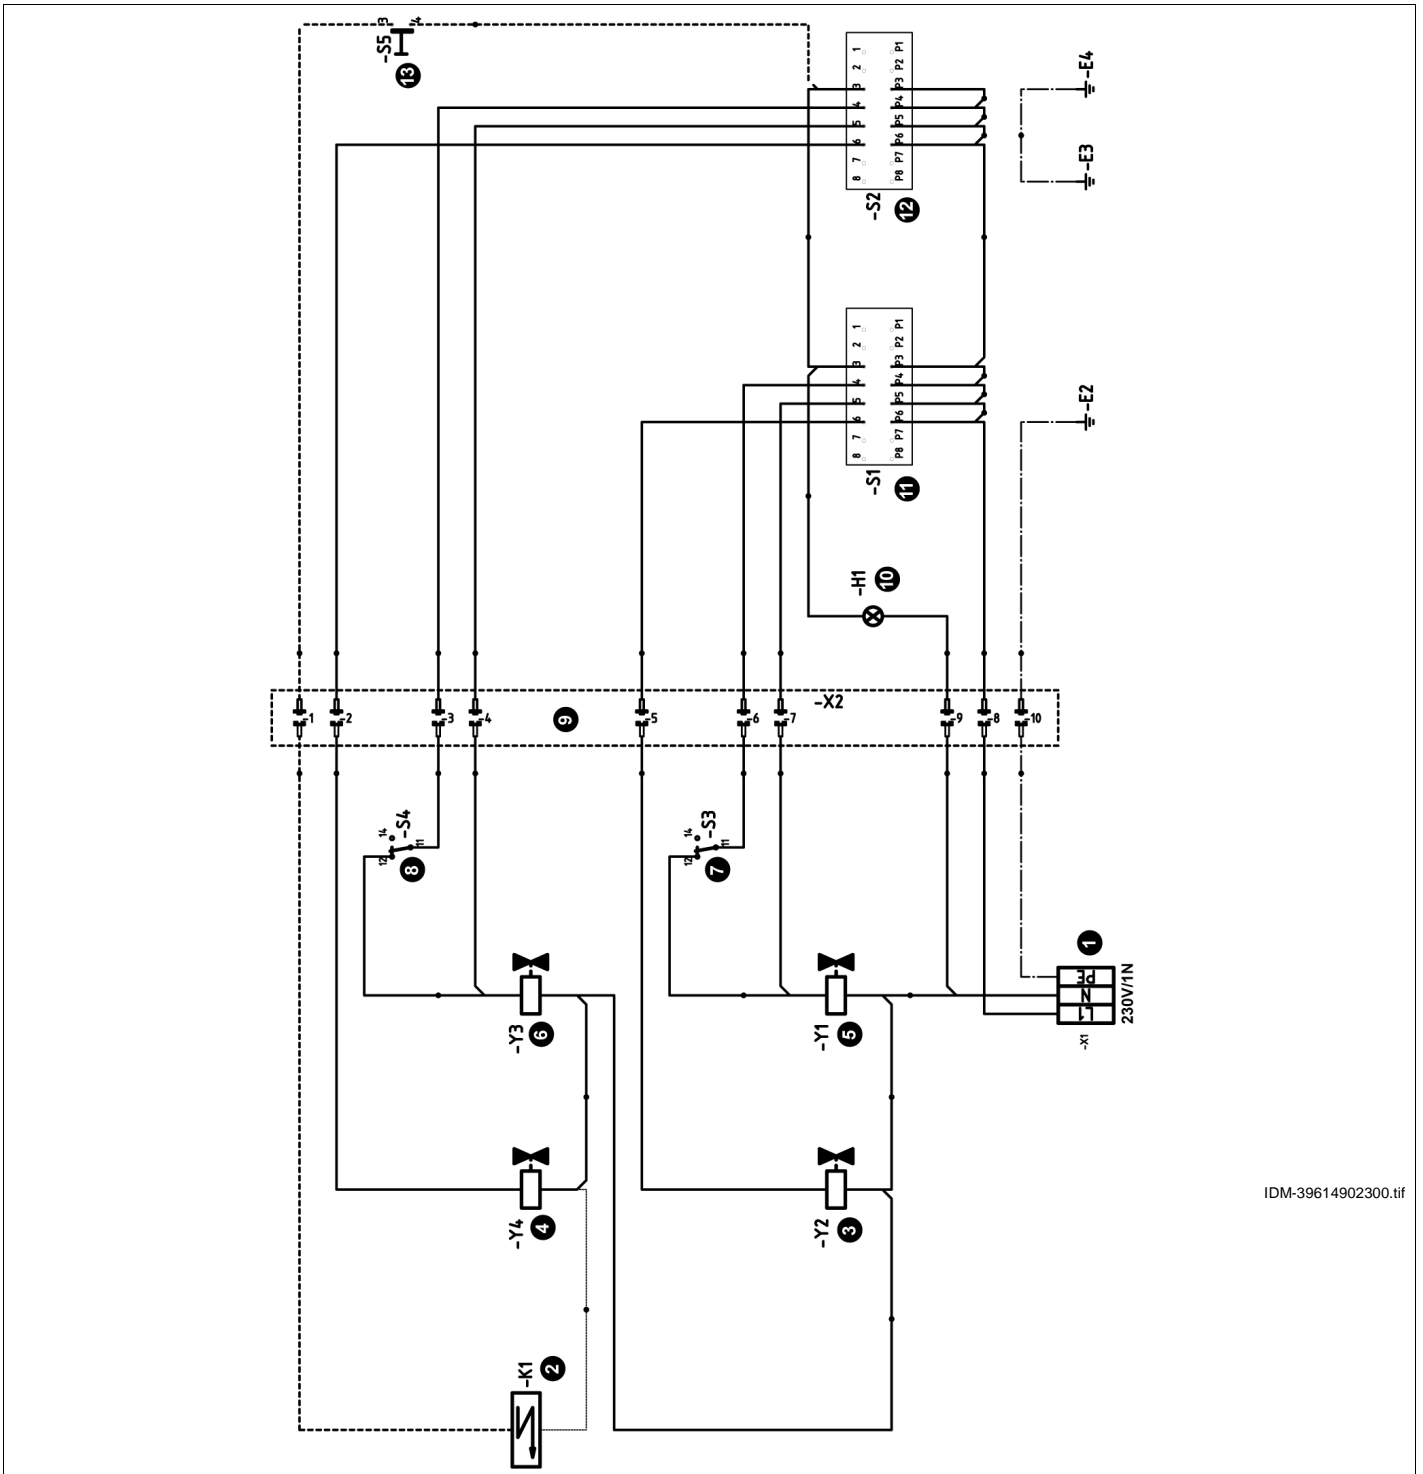 3
4
-S5
13
1
2
3
4
5
6
7
8
P1
P2
P3
P4
P5
P6
P7
P8
-S2
12
-E4
-E3
1
2
3
4
5
6
7
8
P1
P2
P3
P4
P5
P6
P7
P8
-S1
11
-E2
-H1
10
-1
-2
-3
-4
9
-5
-6
-7
-X2
-9
-8
-10
14
12
11
-S4
8
14
12
11
-S3
7
-Y3
6
-Y1
5
1
PE
N
L1
-X1
230V/1N
-Y4
4
-Y2
3
-K1
2
IDM-39614902300.tif